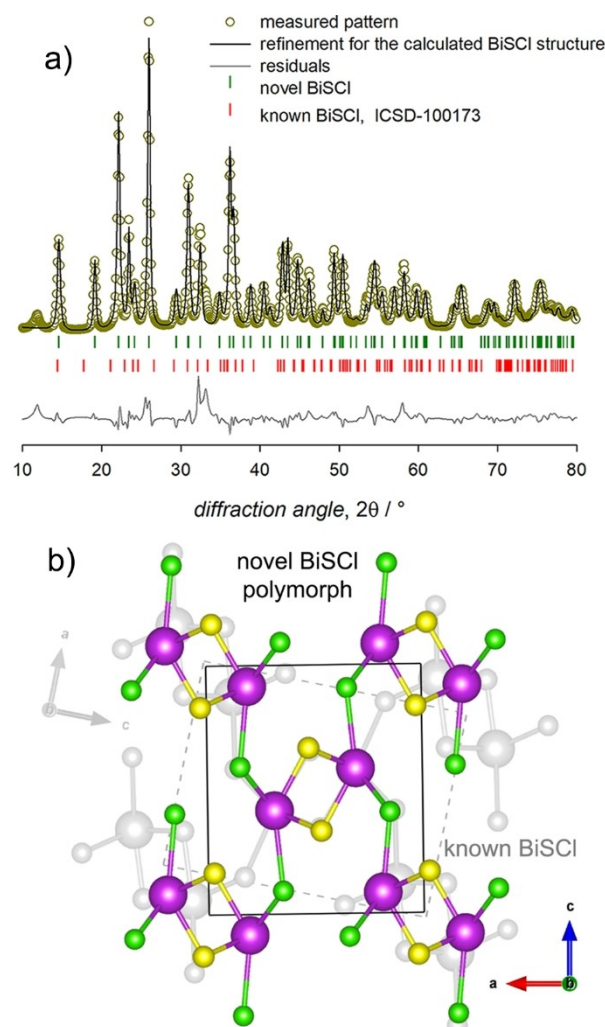 a)
measured pattern
refinement for the calculated BiSCl structure
residuals
novel BiSCl
known BiSCl, ICSD-100173
10 20 30 40 50 60 70 80
diffraction angle, 2θ / °
b)
novel BiSCl
polymorph
a
b
c
known BiSCl
c
a
b